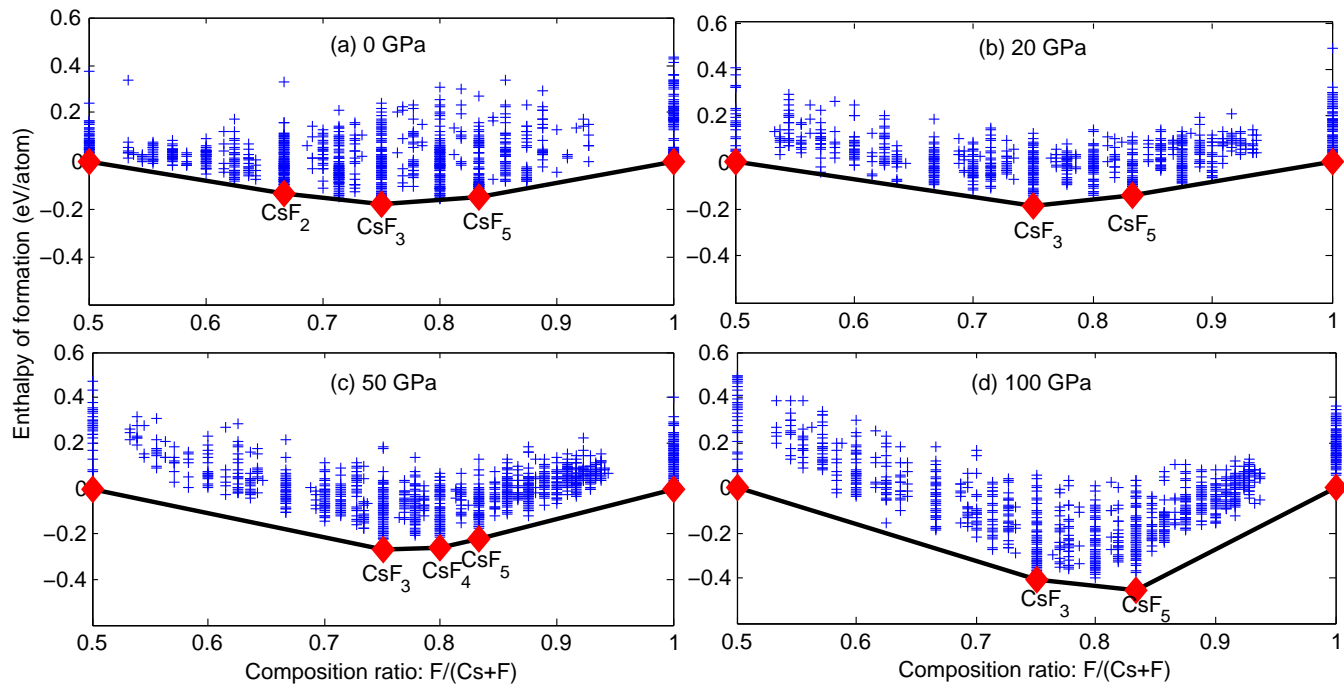 0.6
0.4
0.2
0
−0.2
−0.4
0.5
0.6
0.7
0.8
0.9
1
(a) 0 GPa
CsF2
CsF3
CsF5
0.6
0.4
0.2
0
−0.2
−0.4
0.5
0.6
0.7
0.8
0.9
1
(b) 20 GPa
CsF3
CsF5
Enthalpy of formation (eV/atom)
0.6
0.4
0.2
0
−0.2
−0.4
0.5
0.6
0.7
0.8
0.9
1
(c) 50 GPa
CsF3
CsF4
CsF5
Composition ratio: F/(Cs+F)
0.6
0.4
0.2
0
−0.2
−0.4
0.5
0.6
0.7
0.8
0.9
1
(d) 100 GPa
CsF3
CsF5
Composition ratio: F/(Cs+F)